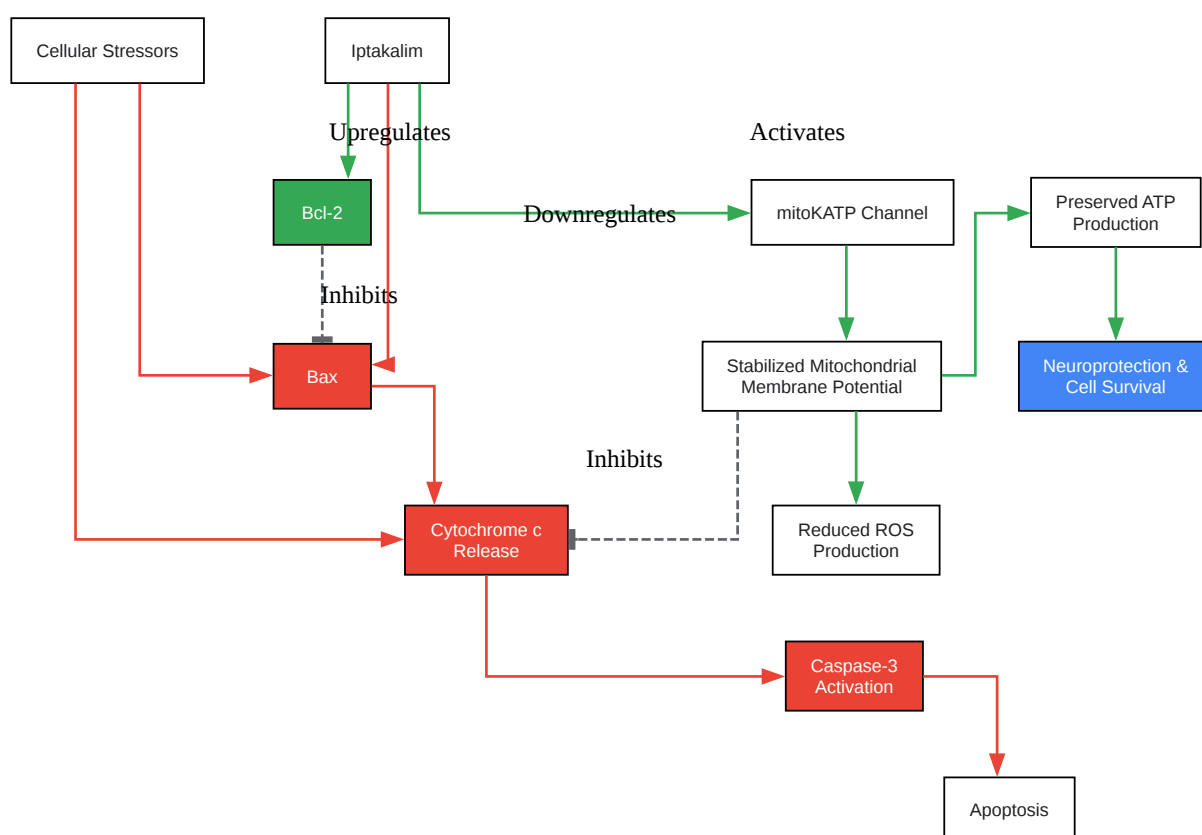 Cellular Stressors
Iptakalim
Upregulates
Activates
Bcl-2
Downregulates
mitoKATP Channel
Preserved ATP
Production
Inhibits
Bax
Stabilized Mitochondrial
Membrane Potential
Neuroprotection &
Cell Survival
Inhibits
Cytochrome c
Release
Reduced ROS
Production
Caspase-3
Activation
Apoptosis